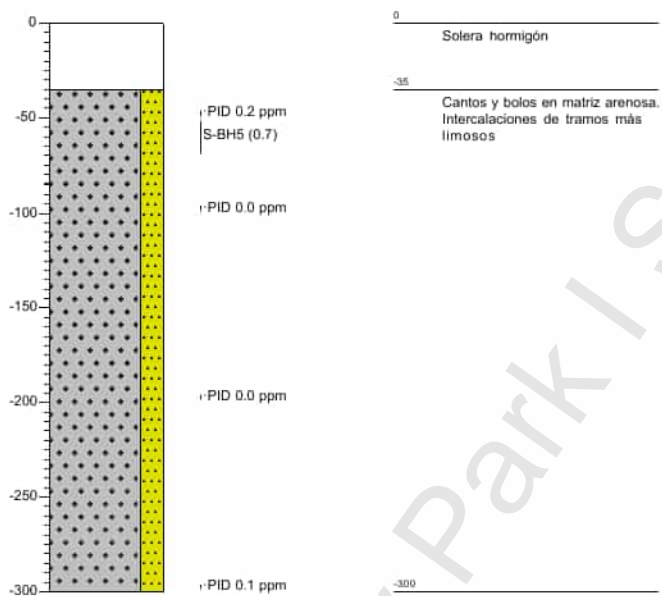 0
-50
-100
-150
-200
-250
-300
PID 0.2 ppm
S-BH5 (0.7)
PID 0.0 ppm
PID 0.0 ppm
PID 0.1 ppm
0
Solera hormigón
-35
Cantos y bolos en matriz arenosa.
Intercalaciones de tramos más
limosos
-300
Park I S